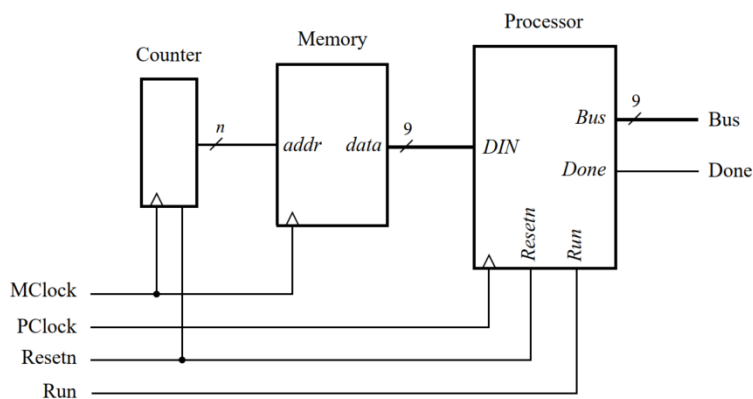 Processor
Memory
Counter
n
9
9
addr
data
DIN
Bus
Bus
Done
Done
Resetn
Run
MClock
PClock
Resetn
Run